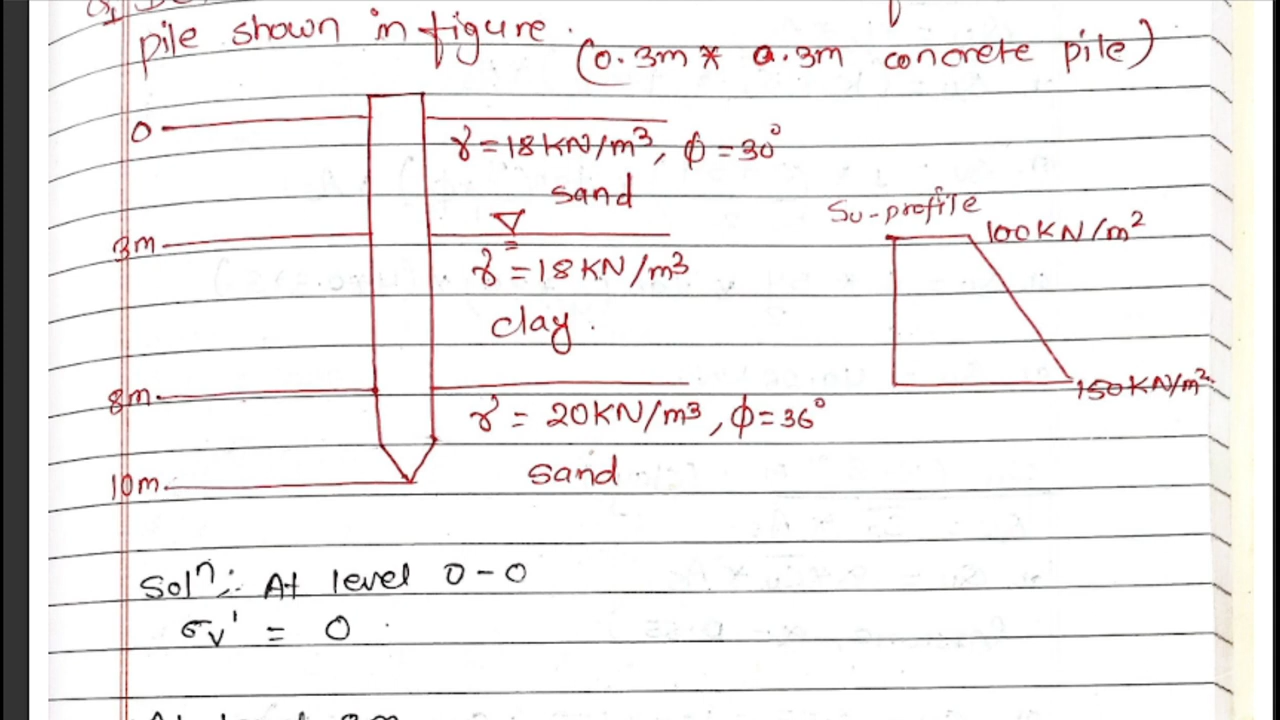 pile shown in figure.
(0.3m * 0.3m concrete pile)
0
γ = 18 KN/m³, ϕ = 30°
sand
Su-profile
100 KN/m²
3m
γ = 18 KN/m³
clay.
8m
150 KN/m²
γ = 20 KN/m³, ϕ = 36°
10m
sand
Solⁿ:- At level 0-0
σv' = 0